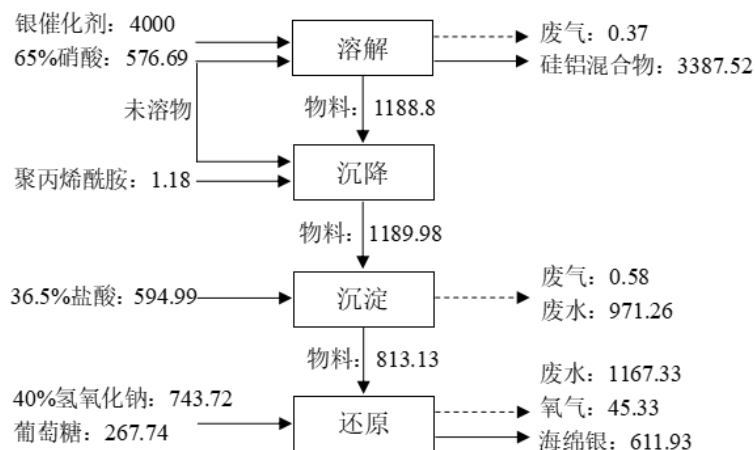 银催化剂：4000
65%硝酸：576.69
溶解
废气：0.37
硅铝混合物：3387.52
未溶物
物料：1188.8
聚丙烯酰胺：1.18
沉降
物料：1189.98
36.5%盐酸：594.99
沉淀
废气：0.58
废水：971.26
物料：813.13
40%氢氧化钠：743.72
葡萄糖：267.74
还原
废水：1167.33
氧气：45.33
海绵银：611.93